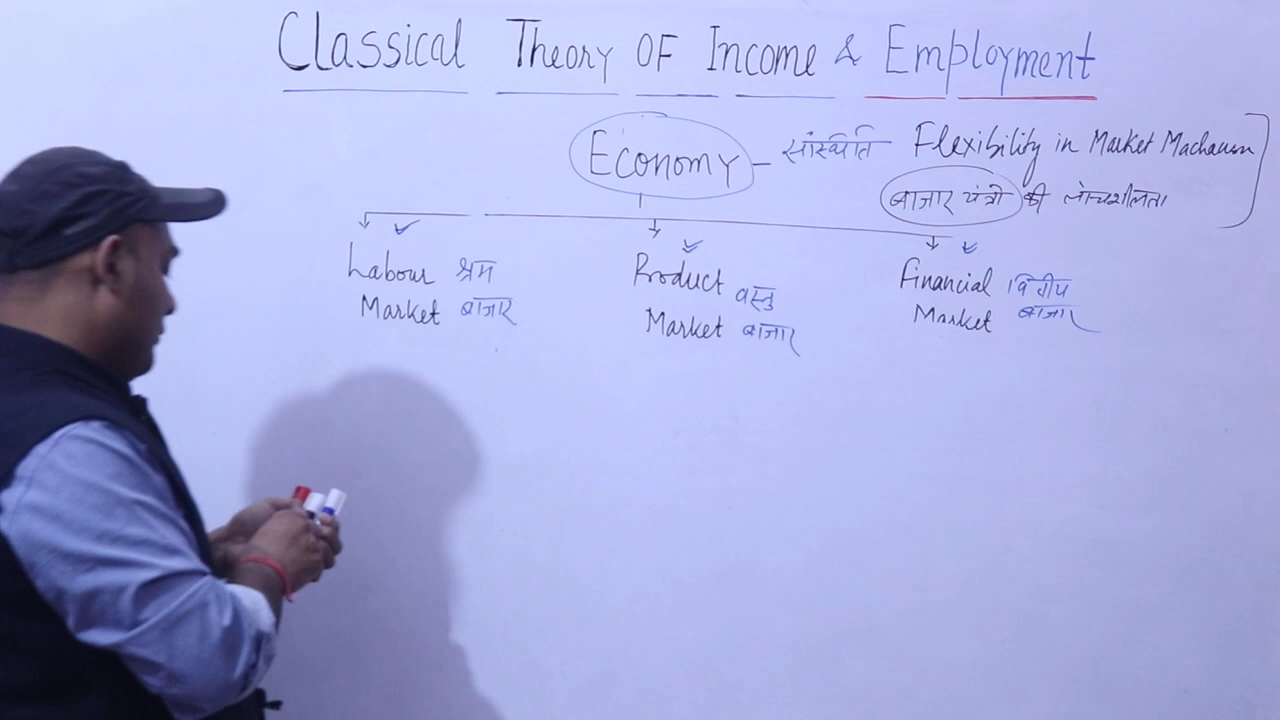 Classical Theory OF Income & Employment
Economy - सांस्थिति Flexibility in Market Machanism
बाजार यंत्रो की लोचशीलता
Labour श्रम
Market बाजार
Product वस्तु
Market बाजार
Financial वित्तीय
Market बाजार